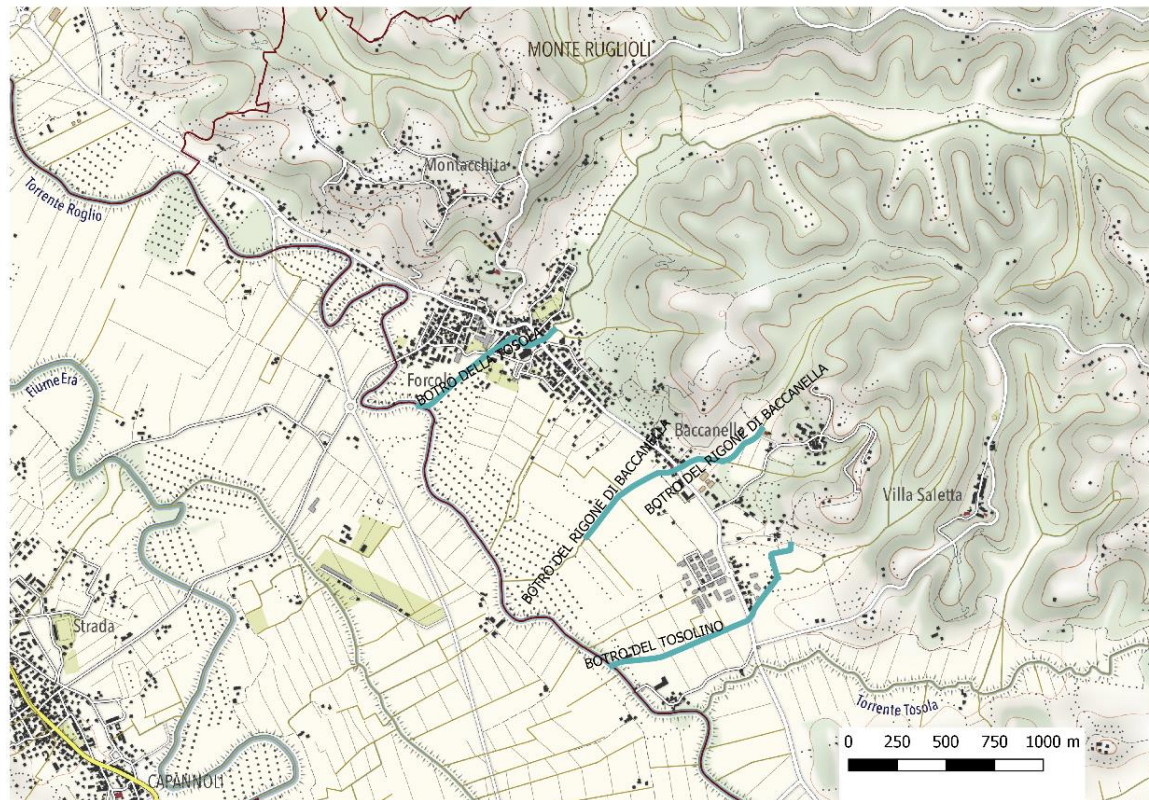 MONTE RUGLIOLI
Montacchita
Torrente Roglio
BOTRO DELLA TOSOLA
Forcoli
Fiume Era
BOTRO DEL RIGONE DI BACCANELLA
Baccanella
BOTRO DEL RIGONE DI BACCANELLA
Villa Saletta
Strada
BOTRO DEL TOSOLINO
Torrente Tosola
CAPANNOLI
0 250 500 750 1000 m